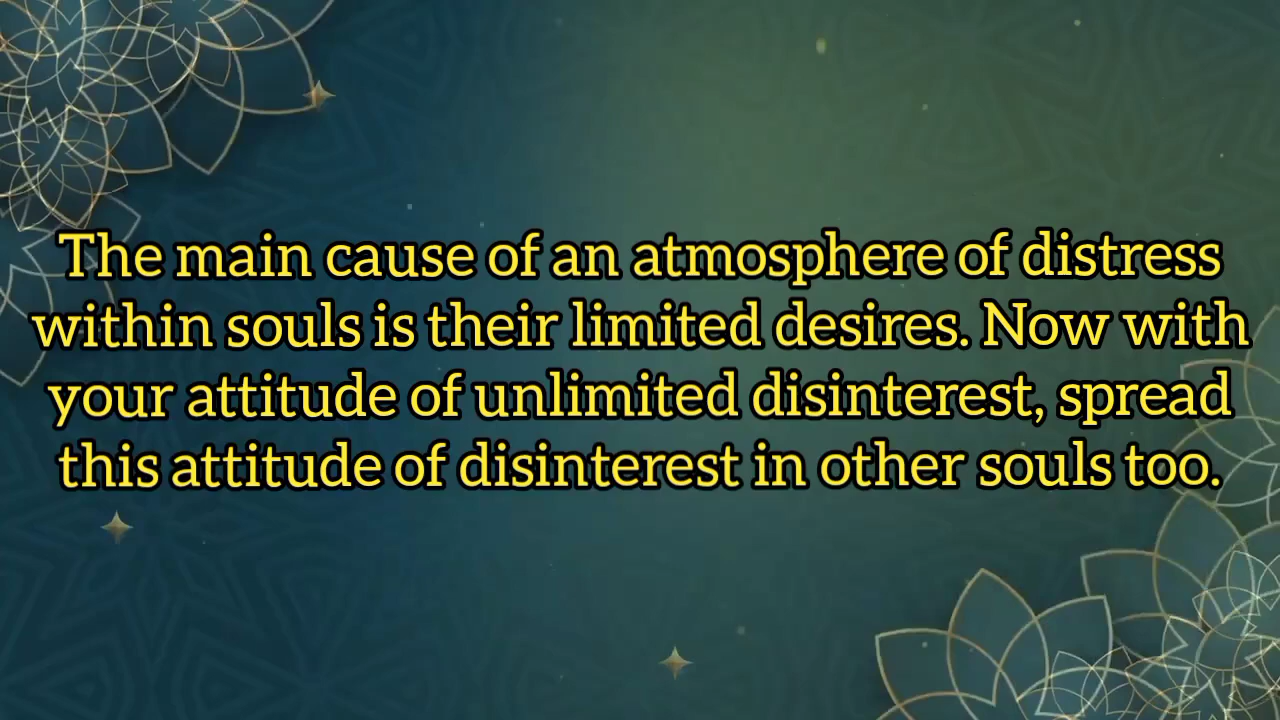 The main cause of an atmosphere of distress
within souls is their limited desires. Now with
your attitude of unlimited disinterest, spread
this attitude of disinterest in other souls too.